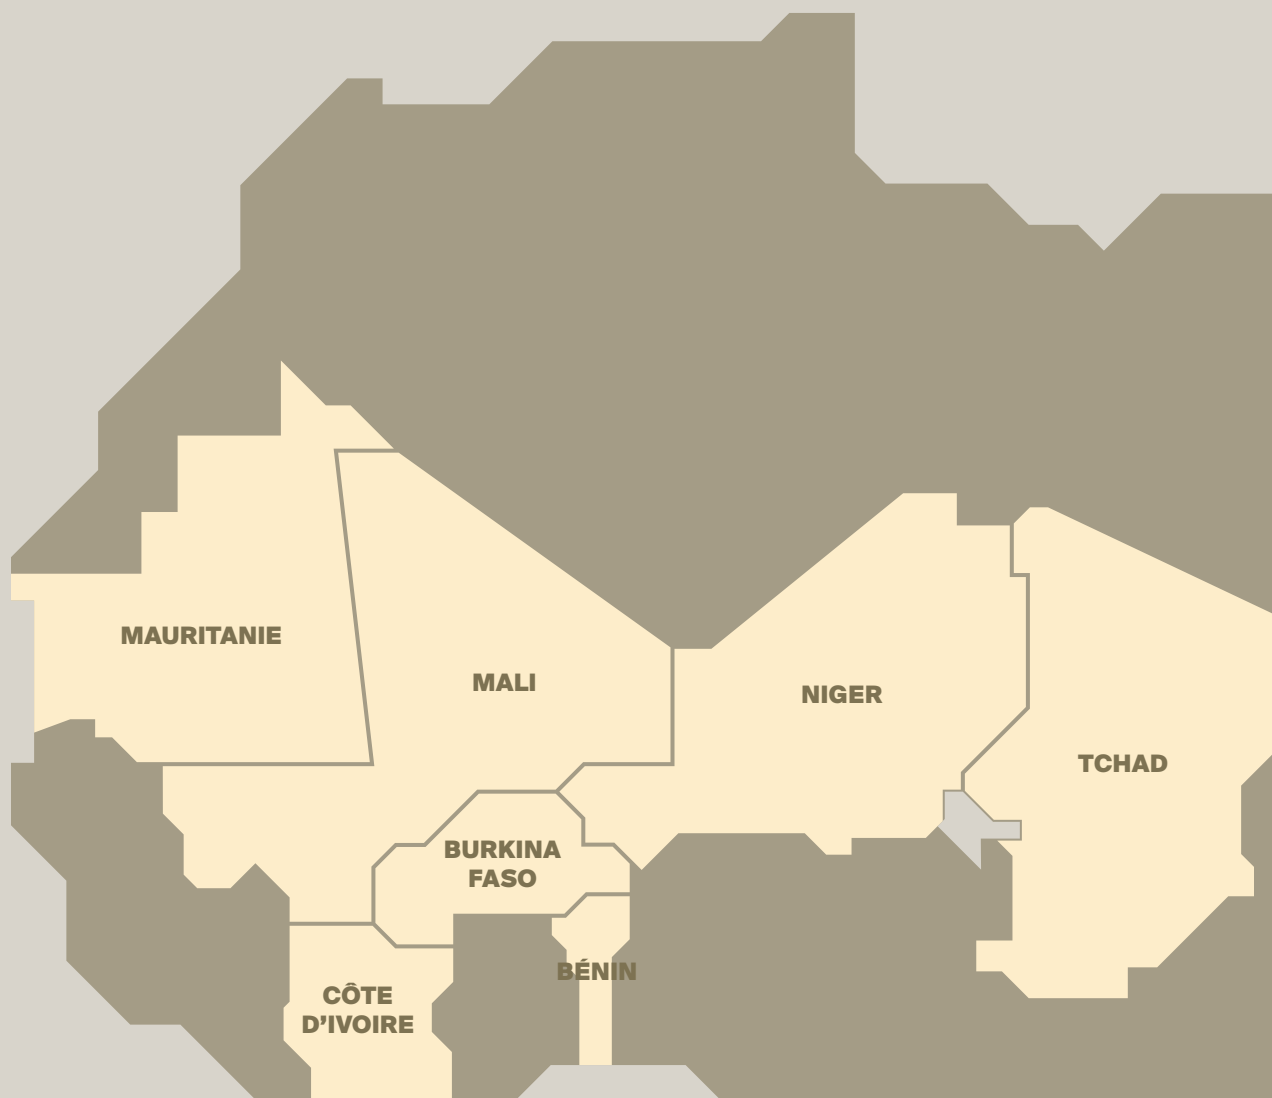 MAURITANIE
MALI
NIGER
TCHAD
BURKINA
FASO
BÉNIN
CÔTE
D’IVOIRE